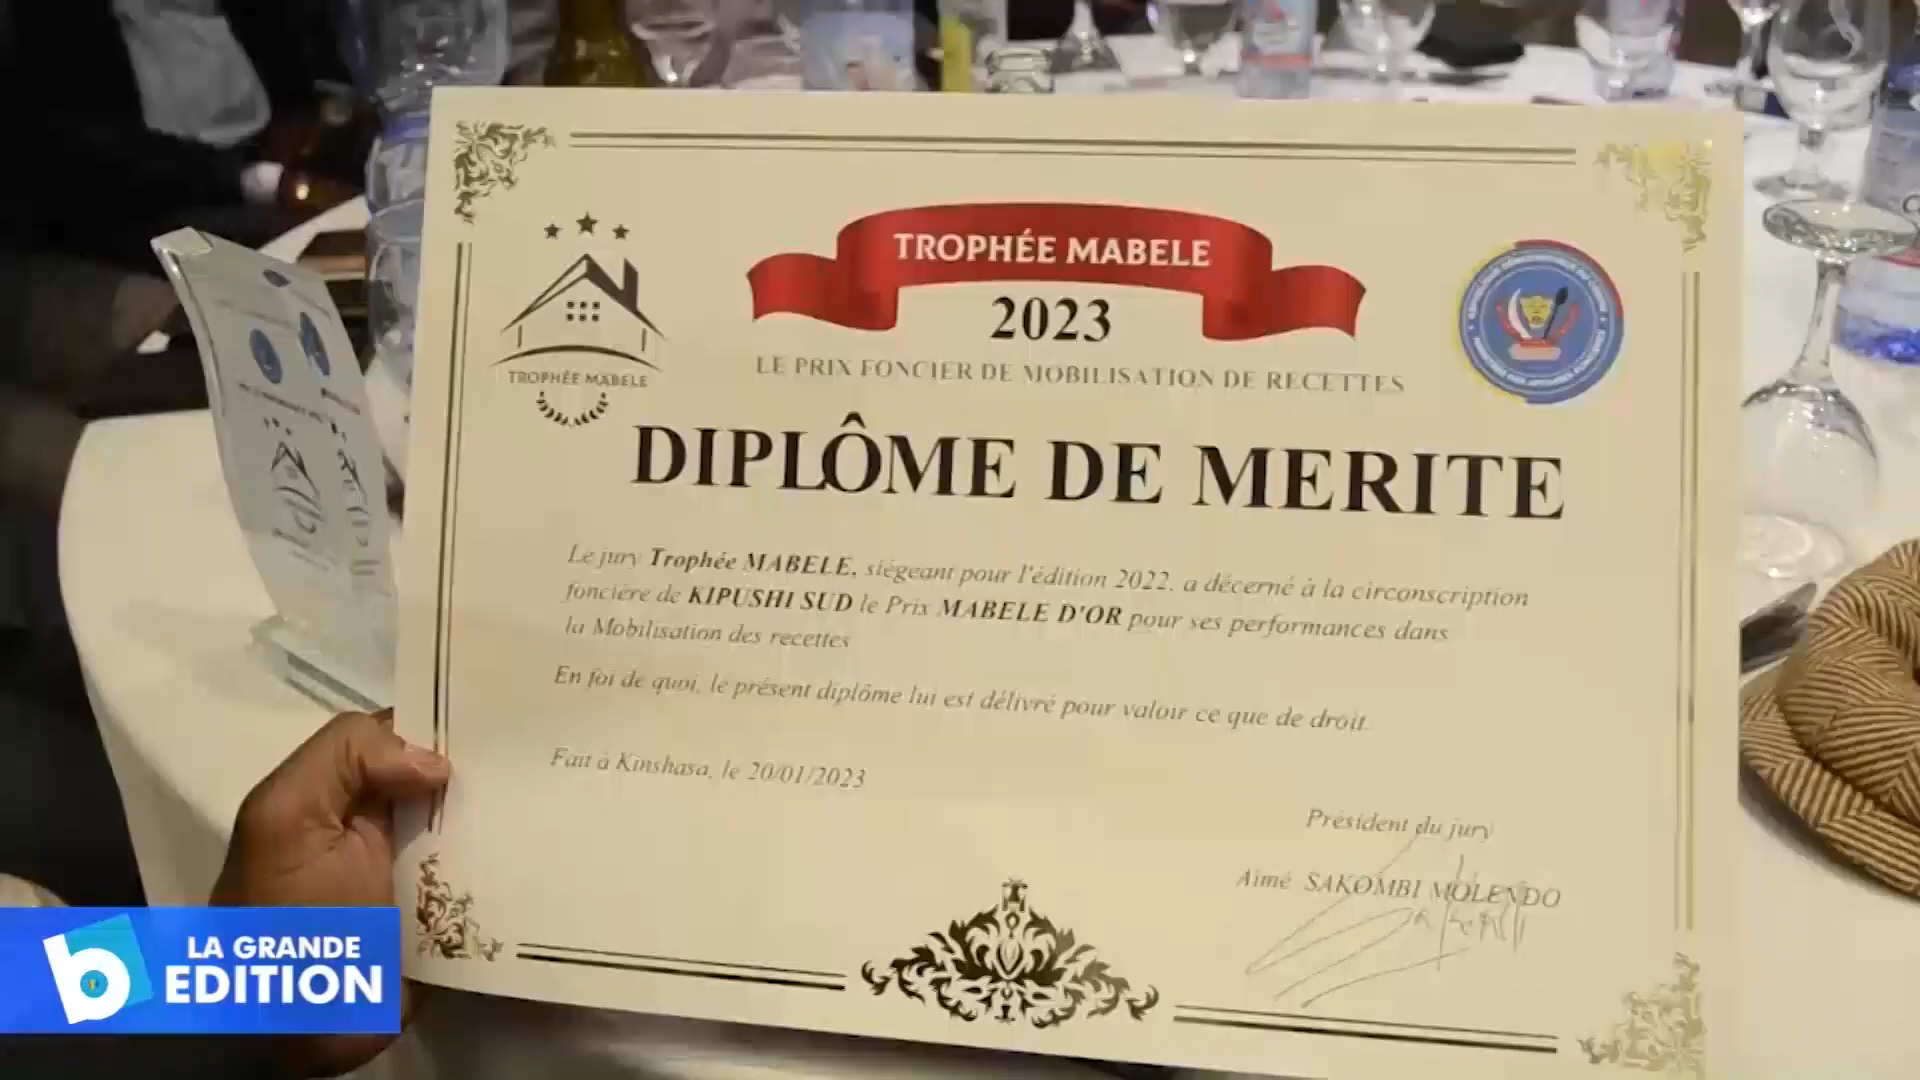 TROPHÉE MABELE
2023
LE PRIX FONCIER DE MOBILISATION DE RECETTES
TROPHÉE MABELE
DIPLÔME DE MERITE
Le jury Trophée MABELE, siégeant pour l'édition 2022, a décerné à la circonscription
foncière de KIPUSHI SUD le Prix MABELE D'OR pour ses performances dans
la Mobilisation des recettes
En foi de quoi, le présent diplôme lui est délivré pour valoir ce que de droit.
Fait à Kinshasa, le 20/01/2023
Président du jury
Aimé SAKOMBI MOLENDO
b
LA GRANDE
EDITION